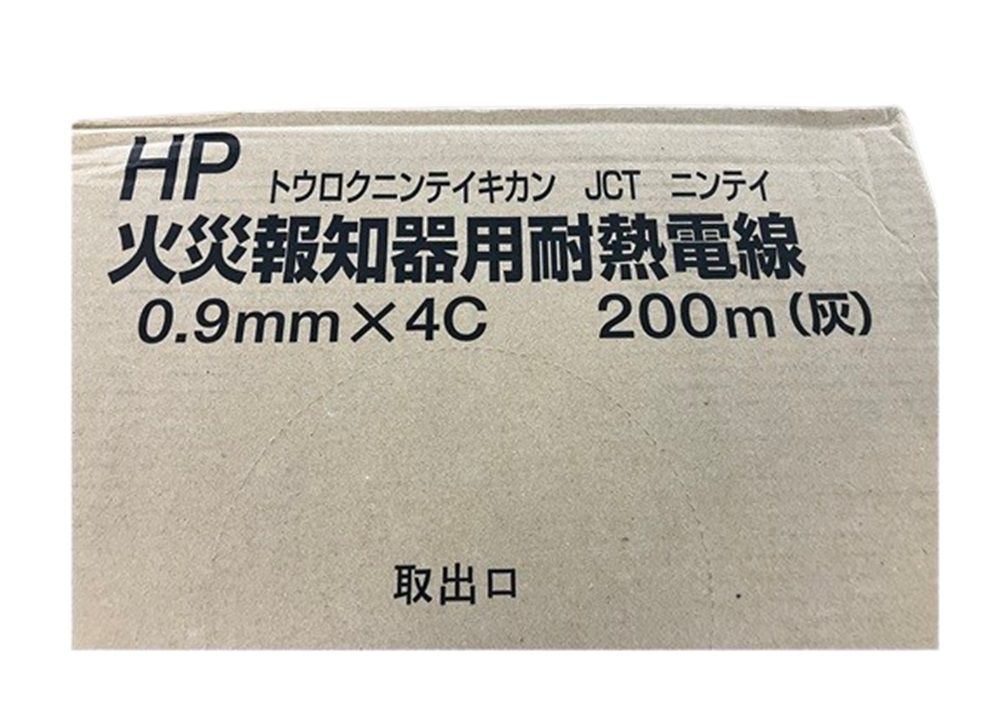 HP トウロクニンテイキカン JCT ニンテイ
火災報知器用耐熱電線
0.9mm×4C 200m(灰)
取出口